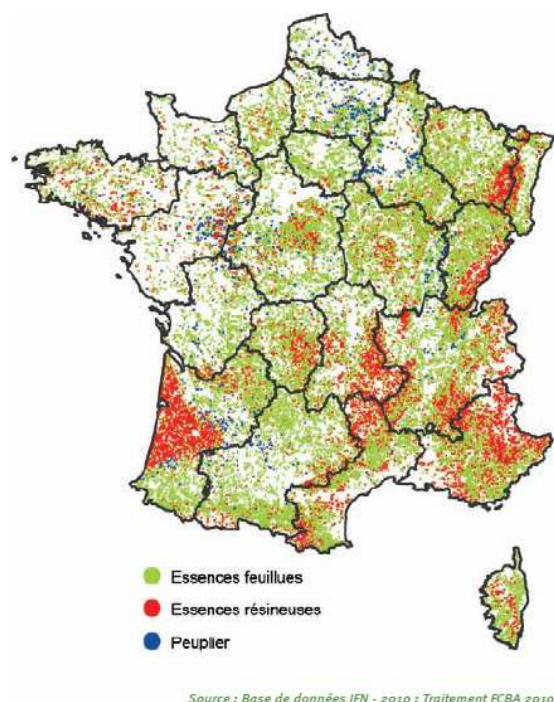 Essences feuillues
Essences résineuses
Peuplier
Source : Base de données IFN - 2010 : Traitement FCBA 2010